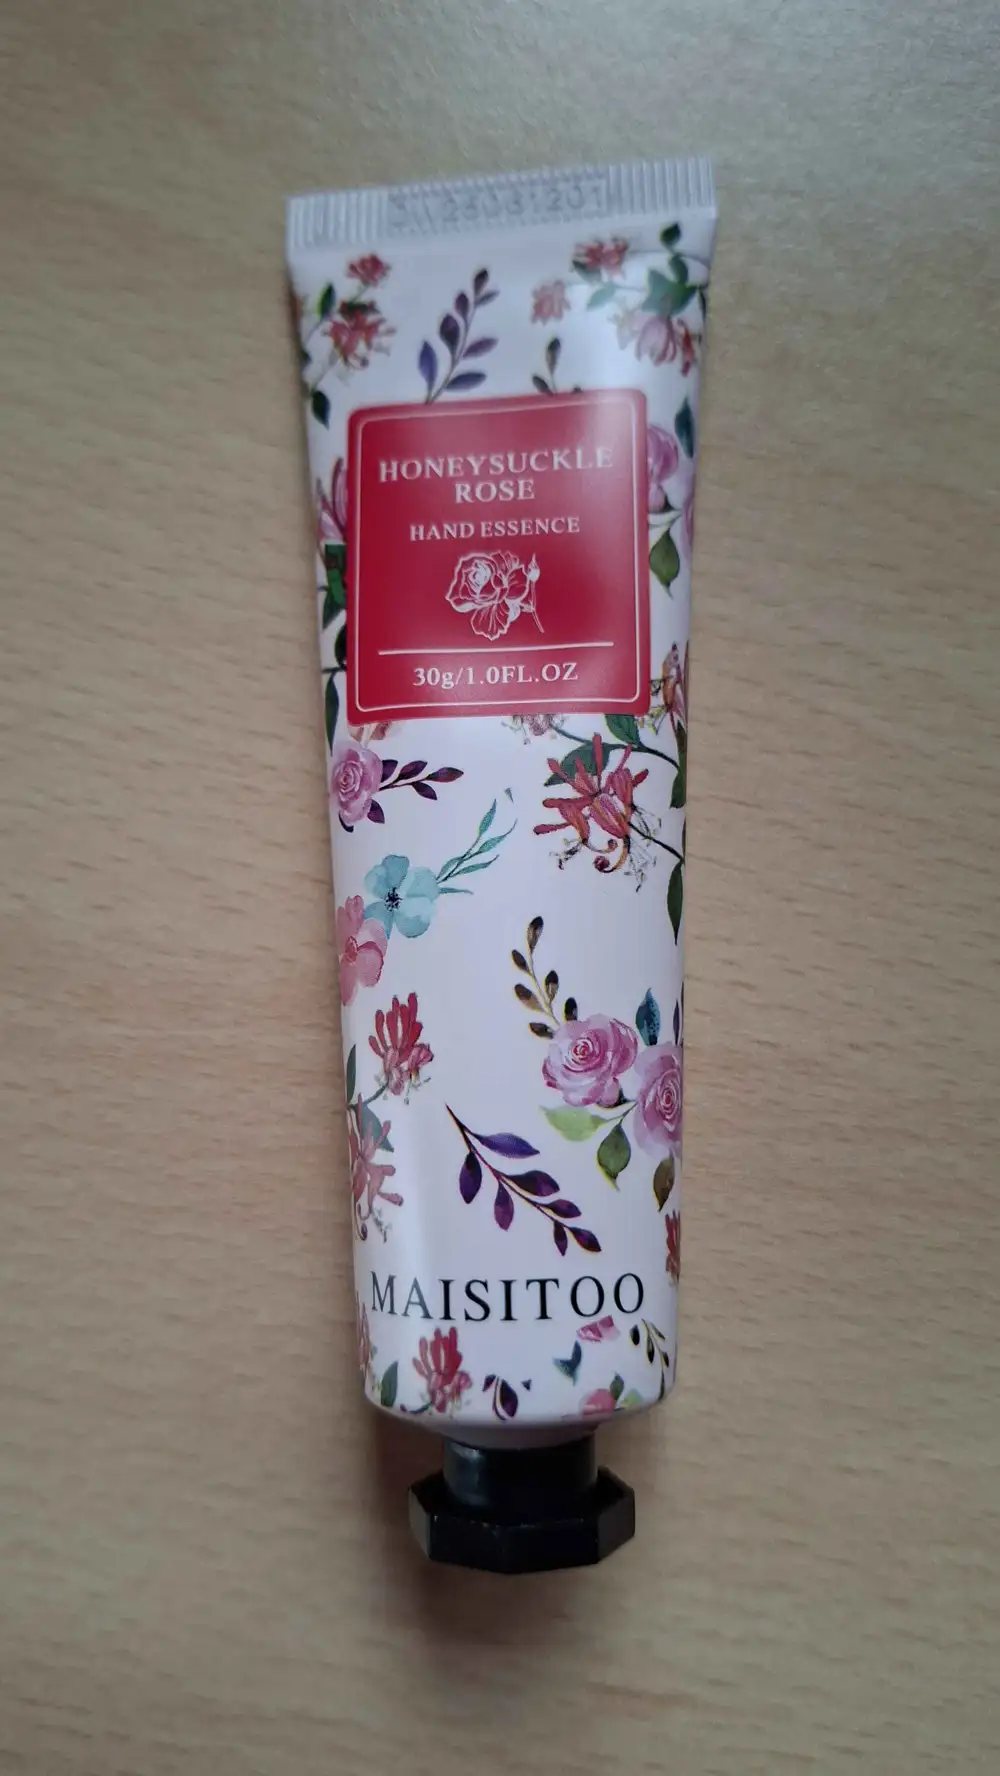 HONEYSUCKLE
ROSE
HAND ESSENCE
30g/1.0FL.OZ
MAISITOO